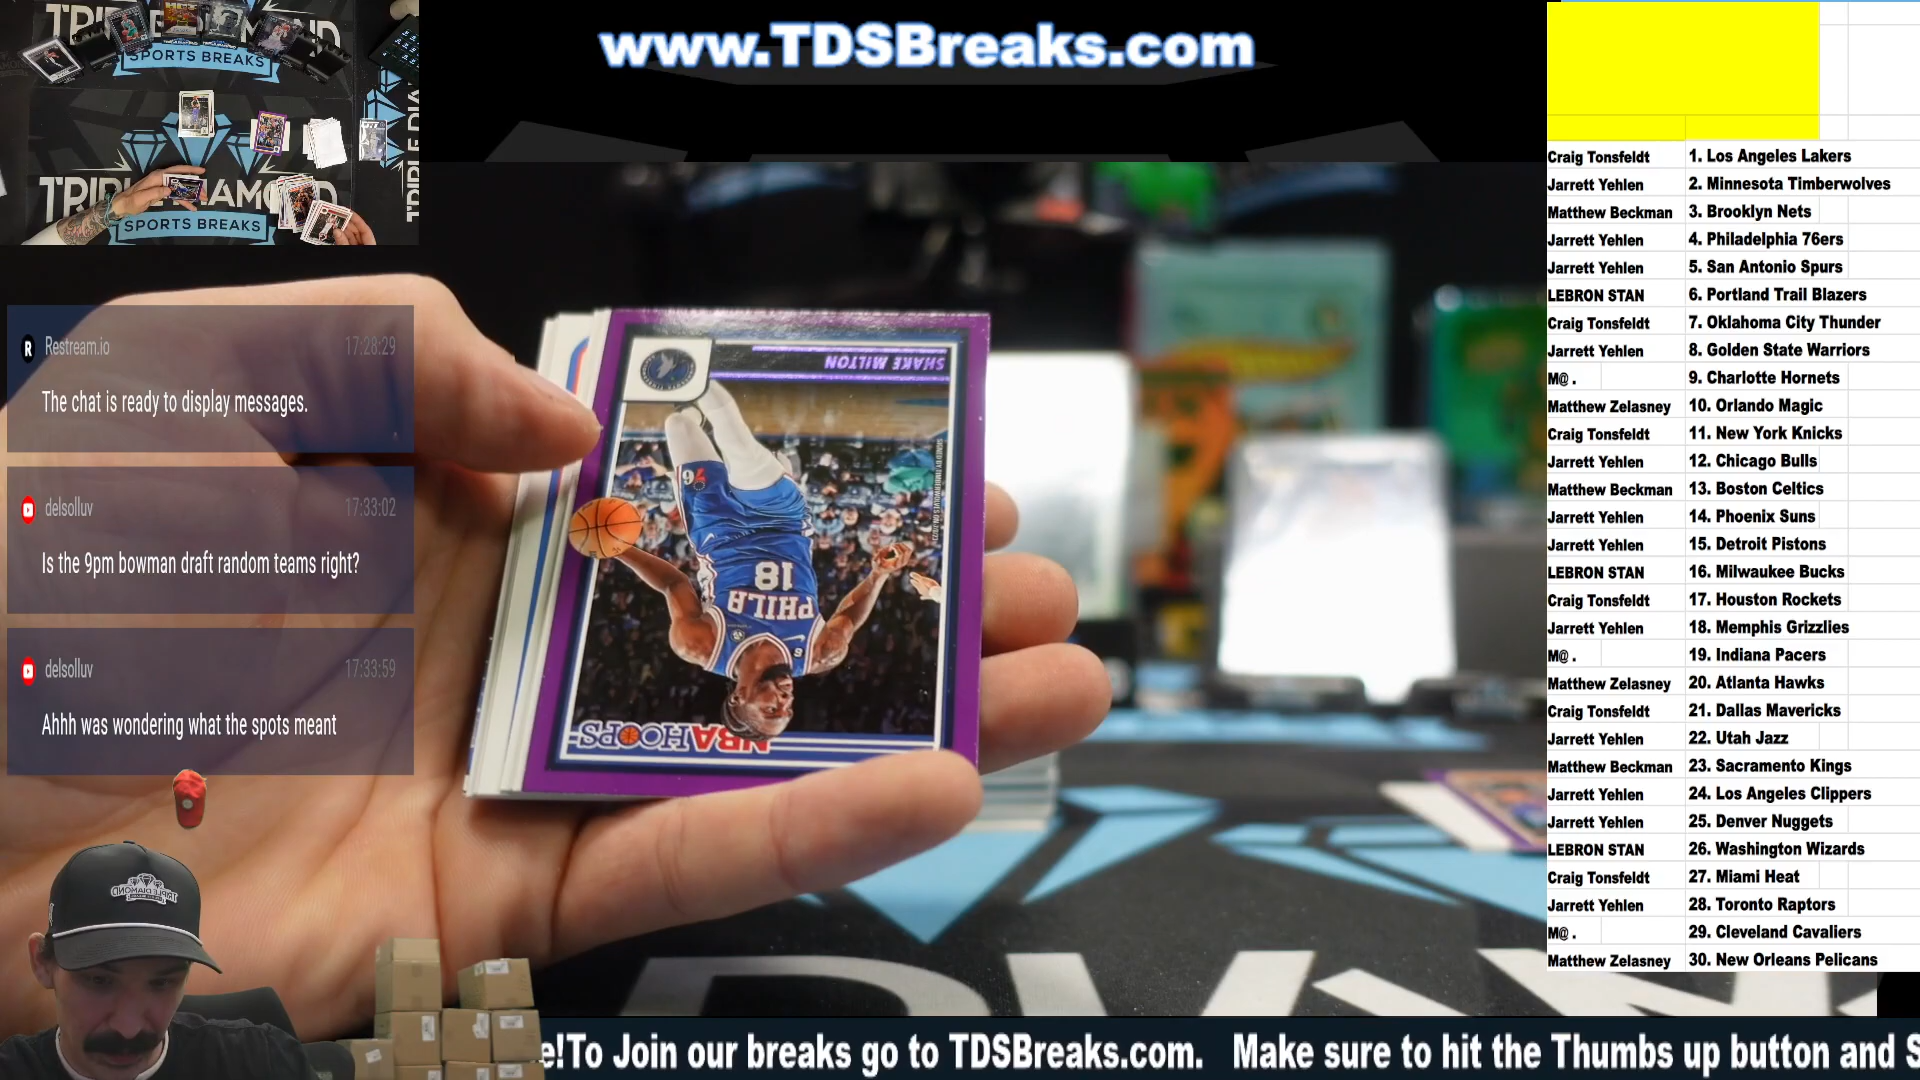 www.TDSBreaks.com
SPORTS BREAKS
SPORTS BREAKS
Restream.io 17:28:29
The chat is ready to display messages.
delsolluv 17:33:02
Is the 9pm bowman draft random teams right?
delsolluv 17:33:59
Ahhh was wondering what the spots meant
SHAKE MILTON
18
PHILA
NBA HOOPS
TRIPLE DIAMOND
Craig Tonsfeldt 1. Los Angeles Lakers
Jarrett Yehlen 2. Minnesota Timberwolves
Matthew Beckman 3. Brooklyn Nets
Jarrett Yehlen 4. Philadelphia 76ers
Jarrett Yehlen 5. San Antonio Spurs
LEBRON STAN 6. Portland Trail Blazers
Craig Tonsfeldt 7. Oklahoma City Thunder
Jarrett Yehlen 8. Golden State Warriors
M@ . 9. Charlotte Hornets
Matthew Zelasney 10. Orlando Magic
Craig Tonsfeldt 11. New York Knicks
Jarrett Yehlen 12. Chicago Bulls
Matthew Beckman 13. Boston Celtics
Jarrett Yehlen 14. Phoenix Suns
Jarrett Yehlen 15. Detroit Pistons
LEBRON STAN 16. Milwaukee Bucks
Craig Tonsfeldt 17. Houston Rockets
Jarrett Yehlen 18. Memphis Grizzlies
M@ . 19. Indiana Pacers
Matthew Zelasney 20. Atlanta Hawks
Craig Tonsfeldt 21. Dallas Mavericks
Jarrett Yehlen 22. Utah Jazz
Matthew Beckman 23. Sacramento Kings
Jarrett Yehlen 24. Los Angeles Clippers
Jarrett Yehlen 25. Denver Nuggets
LEBRON STAN 26. Washington Wizards
Craig Tonsfeldt 27. Miami Heat
Jarrett Yehlen 28. Toronto Raptors
M@ . 29. Cleveland Cavaliers
Matthew Zelasney 30. New Orleans Pelicans
e!To Join our breaks go to TDSBreaks.com. Make sure to hit the Thumbs up button and S